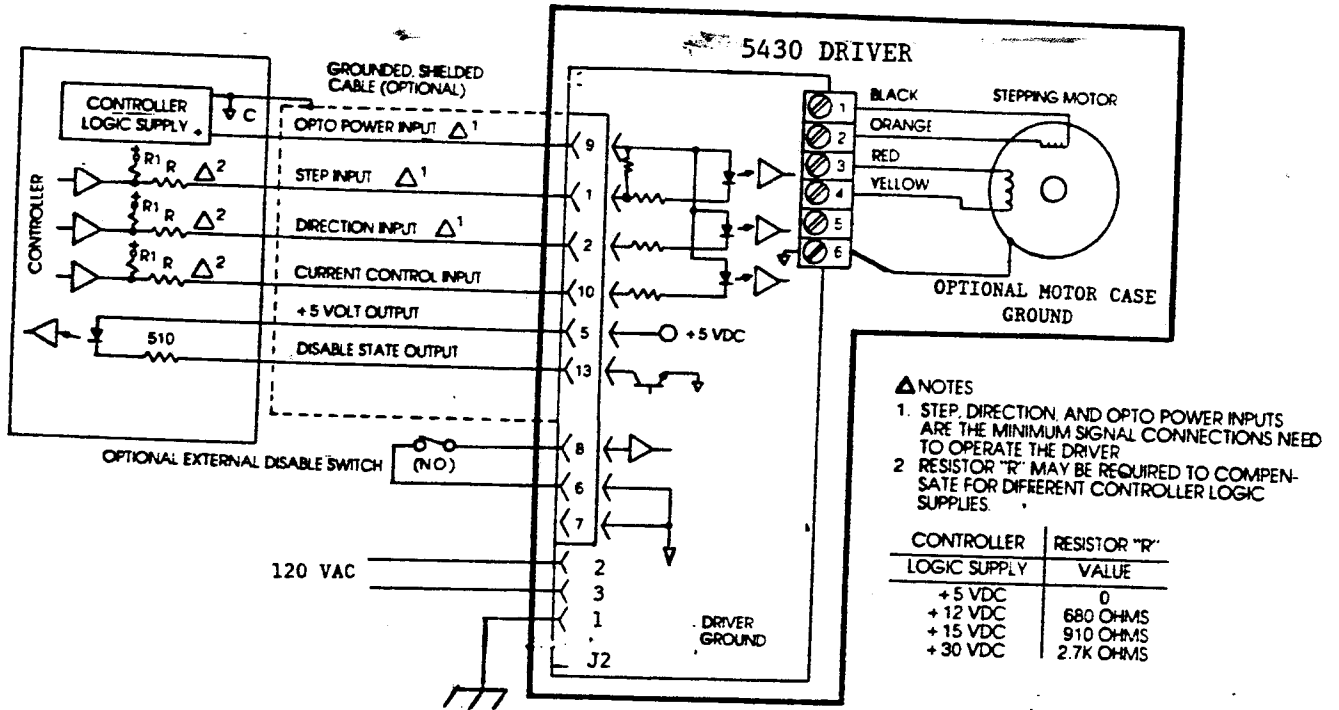 5430 DRIVER
GROUNDED, SHIELDED
CABLE (OPTIONAL)
CONTROLLER
LOGIC SUPPLY +
C
CONTROLLER
OPTO POWER INPUT △1
R1 R △2
STEP INPUT △1
R1 R △2
DIRECTION INPUT △1
R1 R △2
CURRENT CONTROL INPUT
+5 VOLT OUTPUT
510
DISABLE STATE OUTPUT
OPTIONAL EXTERNAL DISABLE SWITCH
(NO)
120 VAC
9
1
2
10
5
+5 VDC
13
8
6
7
2
3
1
J2
DRIVER
GROUND
1 BLACK
2 ORANGE
3 RED
4 YELLOW
5
6
STEPPING MOTOR
OPTIONAL MOTOR CASE
GROUND
△ NOTES
1. STEP, DIRECTION, AND OPTO POWER INPUTS
ARE THE MINIMUM SIGNAL CONNECTIONS NEED
TO OPERATE THE DRIVER
2 RESISTOR "R" MAY BE REQUIRED TO COMPEN-
SATE FOR DIFFERENT CONTROLLER LOGIC
SUPPLIES.
CONTROLLER RESISTOR "R"
LOGIC SUPPLY VALUE
+5 VDC 0
+12 VDC 680 OHMS
+15 VDC 910 OHMS
+30 VDC 2.7K OHMS